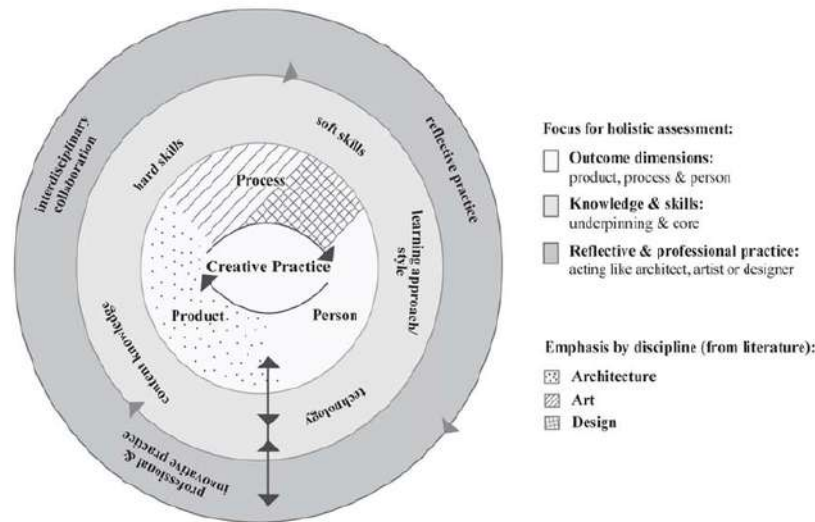 interdisciplinary
collaboration
reflective practice
professional &
innovative practice
hard skills
soft skills
learning approach/
style
technology
content knowledge
Process
Creative Practice
Product
Person
Focus for holistic assessment:
Outcome dimensions:
product, process & person
Knowledge & skills:
underpinning & core
Reflective & professional practice:
acting like architect, artist or designer
Emphasis by discipline (from literature):
Architecture
Art
Design